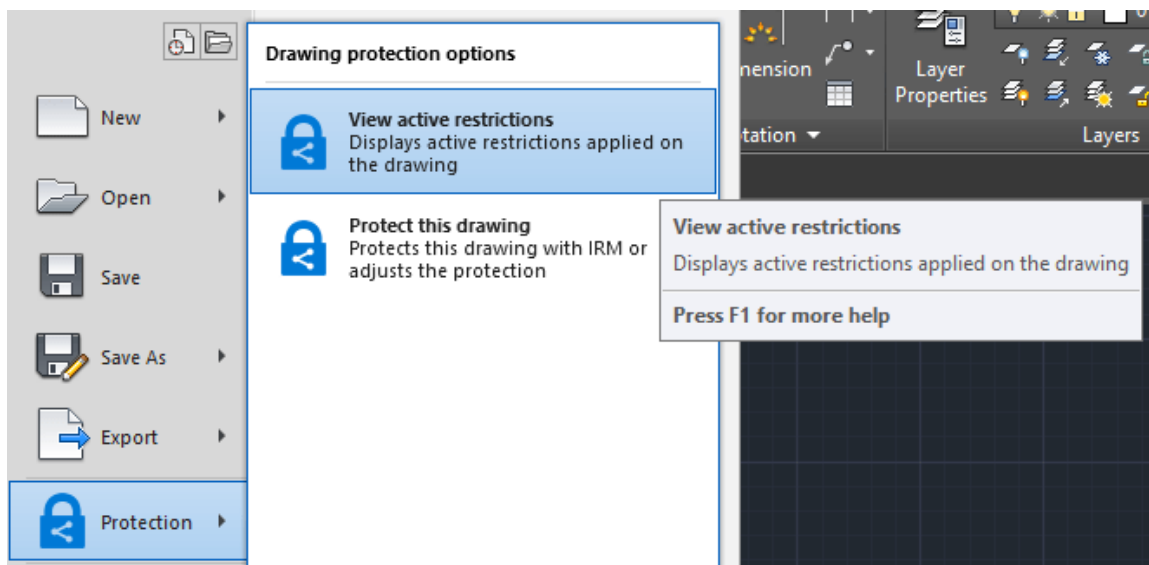 Drawing protection options
New
Open
Save
Save As
Export
Protection
View active restrictions
Displays active restrictions applied on
the drawing
Protect this drawing
Protects this drawing with IRM or
adjusts the protection
View active restrictions
Displays active restrictions applied on the drawing
Press F1 for more help
Layer
Properties
Layers